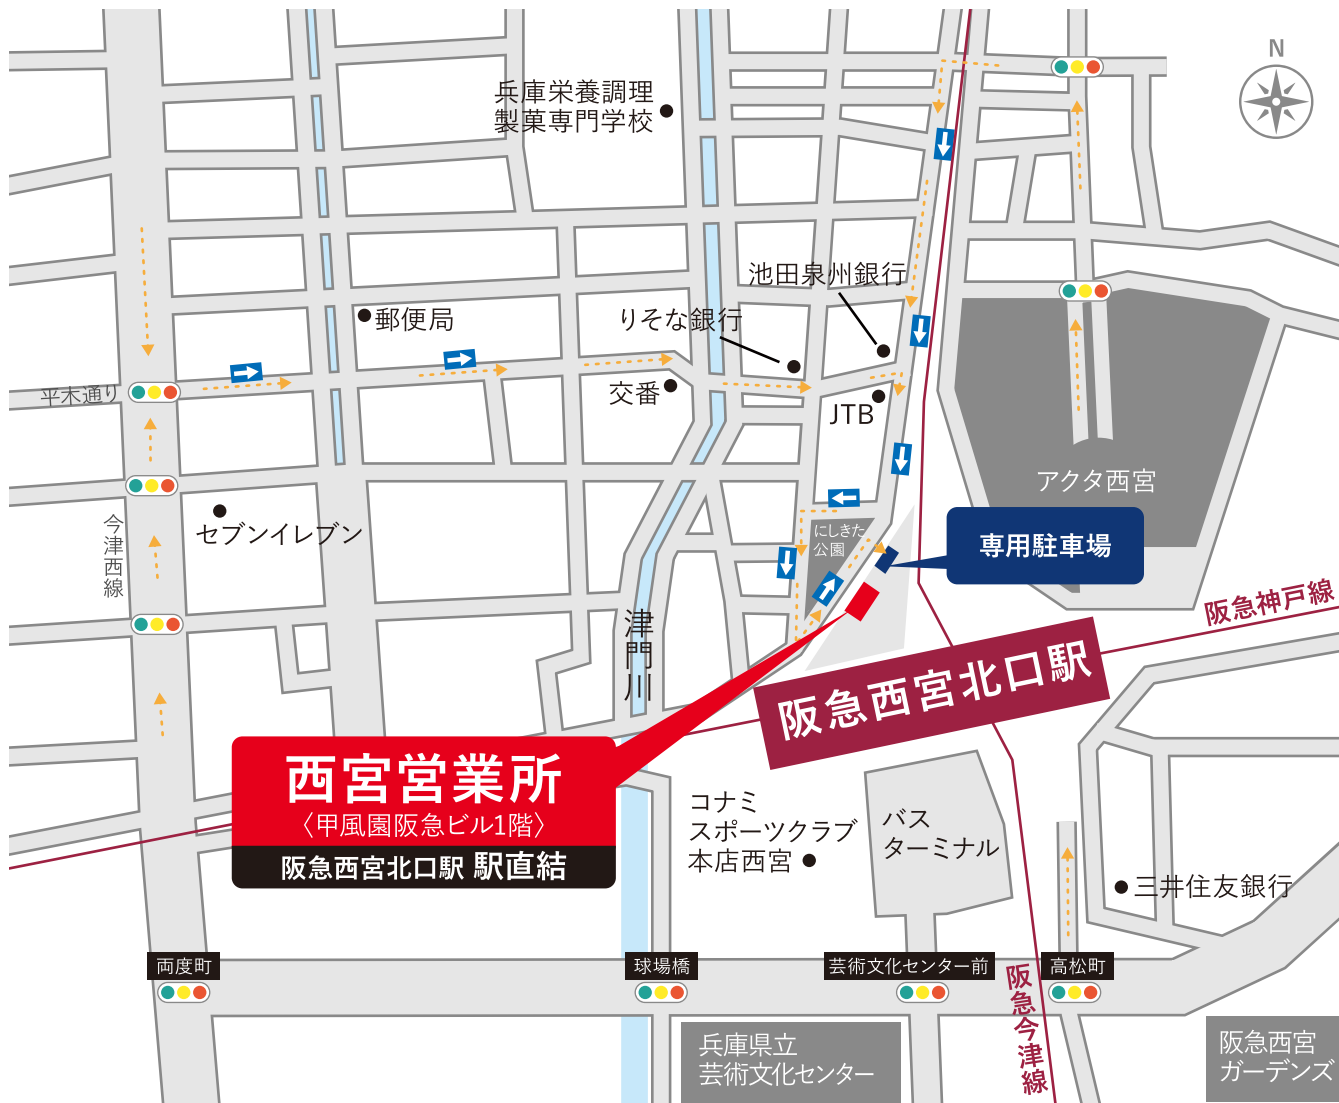 N
兵庫栄養調理
製菓専門学校
池田泉州銀行
りそな銀行
郵便局
平木通り
交番
JTB
アクタ西宮
セブンイレブン
今津西線
にしきた
公園
専用駐車場
阪急神戸線
津門川
阪急西宮北口駅
西宮営業所
〈甲風園阪急ビル1階〉
阪急西宮北口駅 駅直結
コナミ
スポーツクラブ
本店西宮
バス
ターミナル
三井住友銀行
両度町
球場橋
芸術文化センター前
高松町
阪急今津線
兵庫県立
芸術文化センター
阪急西宮
ガーデンズ